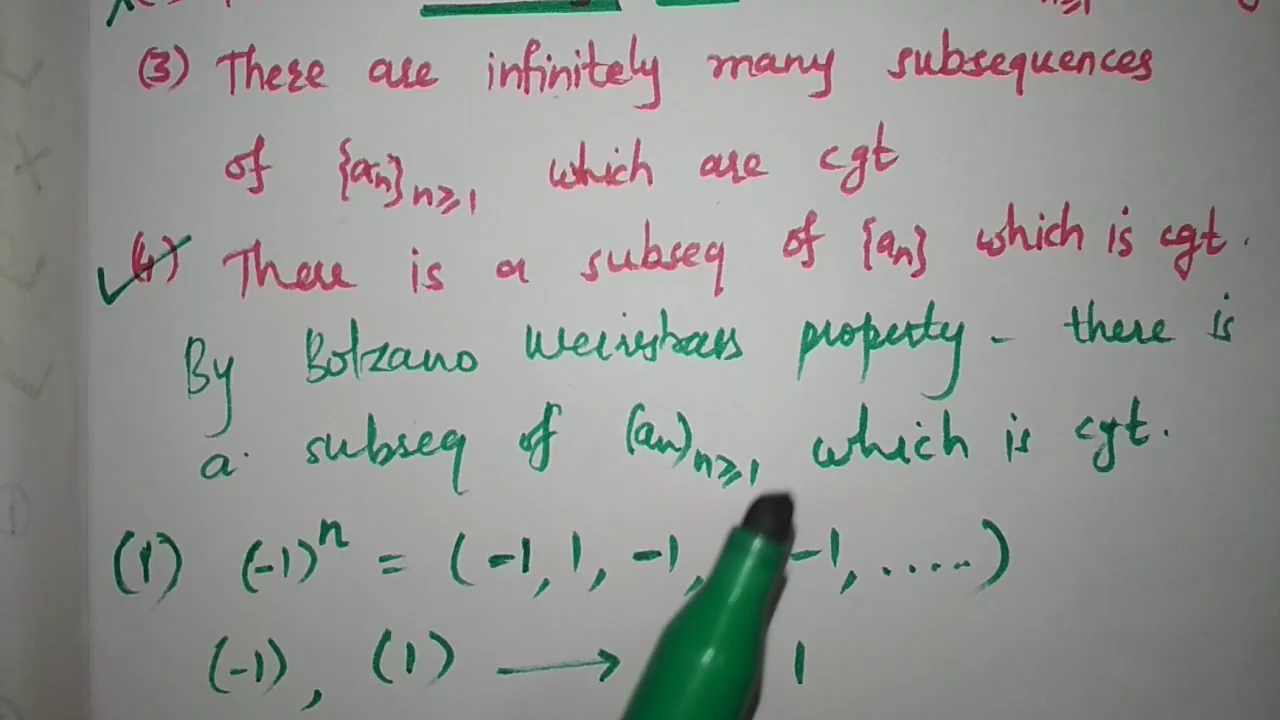 (3) There are infinitely many subsequences
of {aₙ}ₙ≥₁ which are cgt
(4) There is a subseq of {aₙ} which is cgt.
By Bolzano Weirstrass property - there is
a subseq of (aₙ)ₙ≥₁ which is cgt.
(1) (-1)ⁿ = (-1, 1, -1, -1, .....)
(-1), (1) → 1